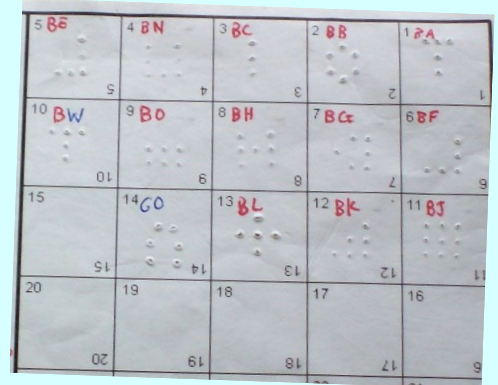 5 BE 4 BN 3 BC 2 BB 1 BA
5 4 3 2 1
10 BW 9 BO 8 BH 7 BG 6 BF
10 9 8 7 6
15 14 CO 13 BL 12 BK 11 BJ
15 14 13 12 11
20 19 18 17 16
20 19 18 17